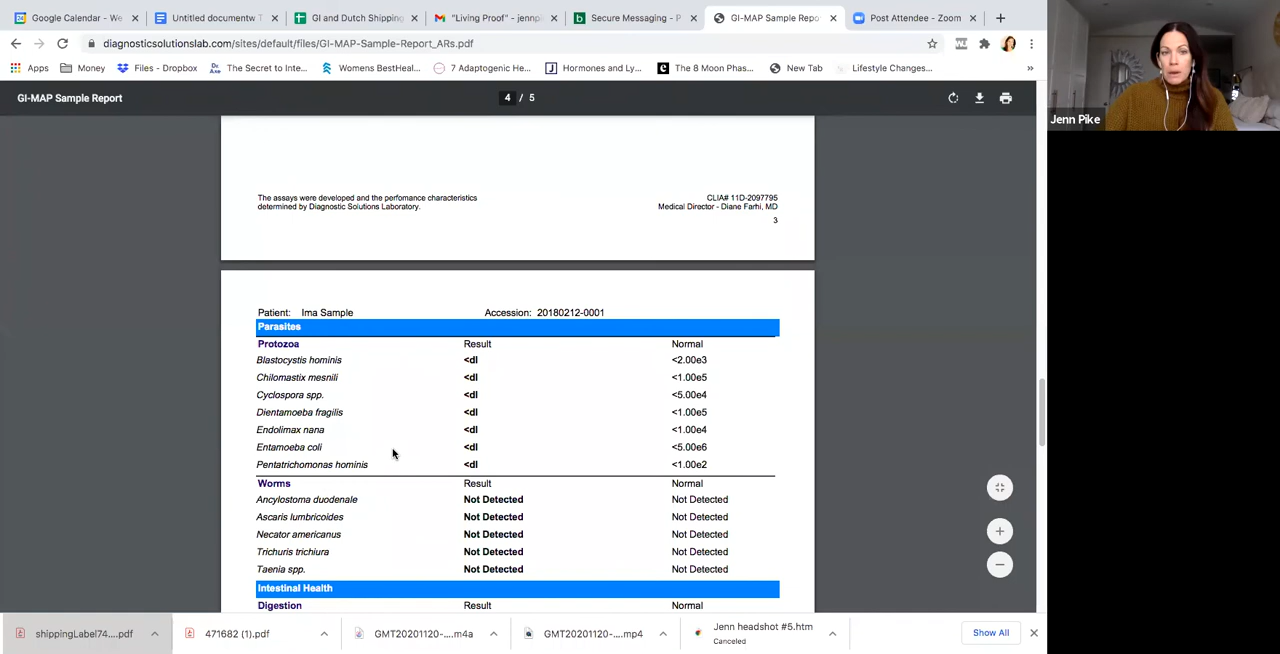 Google Calendar - We
Untitled documentw T
GI and Dutch Shipping
"Living Proof" - jennpi
Secure Messaging - P
GI-MAP Sample Repo
Post Attendee - Zoom
diagnosticsolutionslab.com/sites/default/files/GI-MAP-Sample-Report_ARs.pdf
Apps Money Files - Dropbox The Secret to Inte... Womens BestHeal... 7 Adaptogenic He... Hormones and Ly... The 8 Moon Phas... New Tab Lifestyle Changes... »
GI-MAP Sample Report 4 / 5
Jenn Pike
The assays were developed and the perfomance characteristics
determined by Diagnostic Solutions Laboratory.
CLIA# 11D-2097795
Medical Director - Diane Farhi, MD
3
Patient: Ima Sample Accession: 20180212-0001
Parasites
Protozoa Result Normal
Blastocystis hominis <dl <2.00e3
Chilomastix mesnili <dl <1.00e5
Cyclospora spp. <dl <5.00e4
Dientamoeba fragilis <dl <1.00e5
Endolimax nana <dl <1.00e4
Entamoeba coli <dl <5.00e6
Pentatrichomonas hominis <dl <1.00e2
Worms Result Normal
Ancylostoma duodenale Not Detected Not Detected
Ascaris lumbricoides Not Detected Not Detected
Necator americanus Not Detected Not Detected
Trichuris trichiura Not Detected Not Detected
Taenia spp. Not Detected Not Detected
Intestinal Health
Digestion Result Normal
shippingLabel74....pdf
471682 (1).pdf
GMT20201120-....m4a
GMT20201120-....mp4
Jenn headshot #5.htm
Canceled
Show All